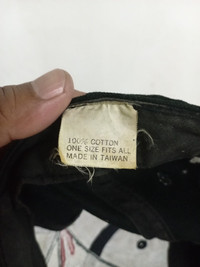 100% COTTON
ONE SIZE FITS ALL
MADE IN TAIWAN